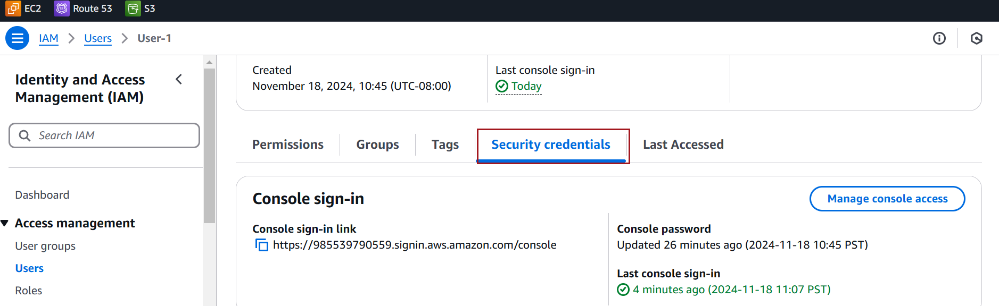 EC2 Route 53 S3
IAM Users User-1
Identity and Access
Management (IAM)
Search IAM
Dashboard
Access management
User groups
Users
Roles
Created
November 18, 2024, 10:45 (UTC-08:00)
Last console sign-in
Today
Permissions Groups Tags Security credentials Last Accessed
Console sign-in
Manage console access
Console sign-in link
https://985539790559.signin.aws.amazon.com/console
Console password
Updated 26 minutes ago (2024-11-18 10:45 PST)
Last console sign-in
4 minutes ago (2024-11-18 11:07 PST)